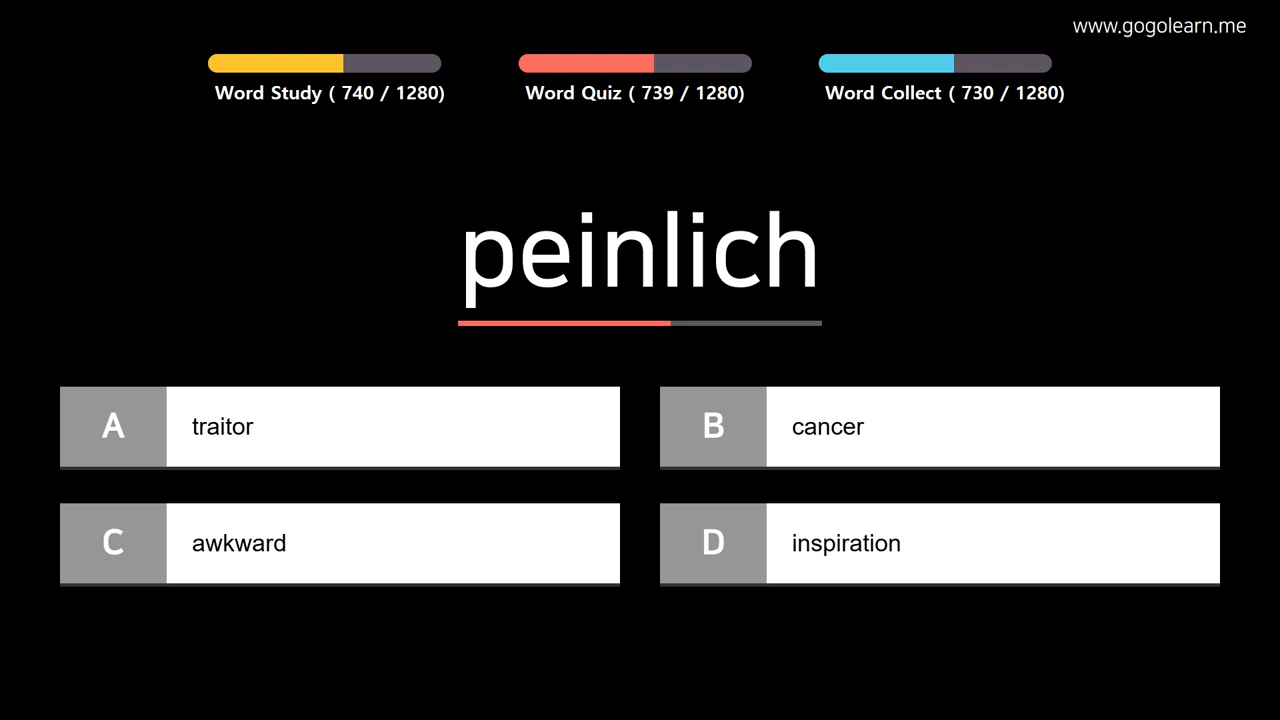 www.gogolearn.me
Word Study ( 740 / 1280)
Word Quiz ( 739 / 1280)
Word Collect ( 730 / 1280)
peinlich
A traitor
B cancer
C awkward
D inspiration